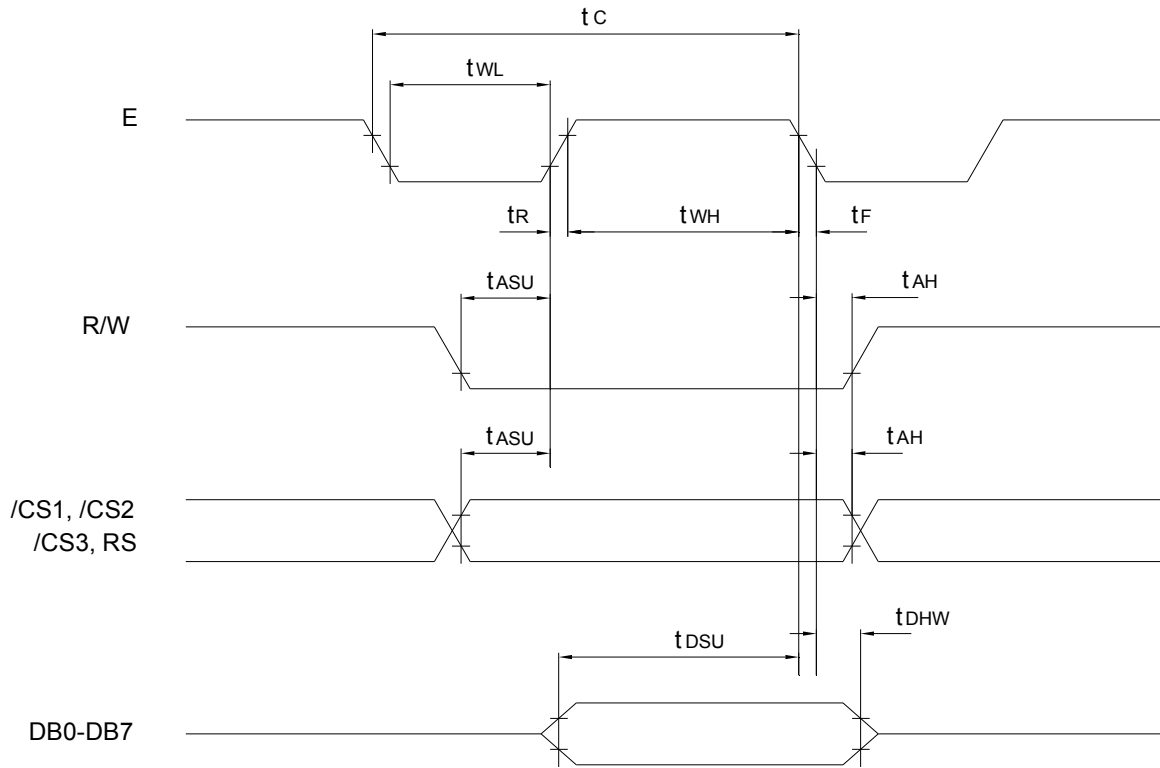 tC
tWL
E
tR
tWH
tF
tASU
tAH
R/W
tASU
tAH
/CS1, /CS2
/CS3, RS
tDHW
tDSU
DB0-DB7